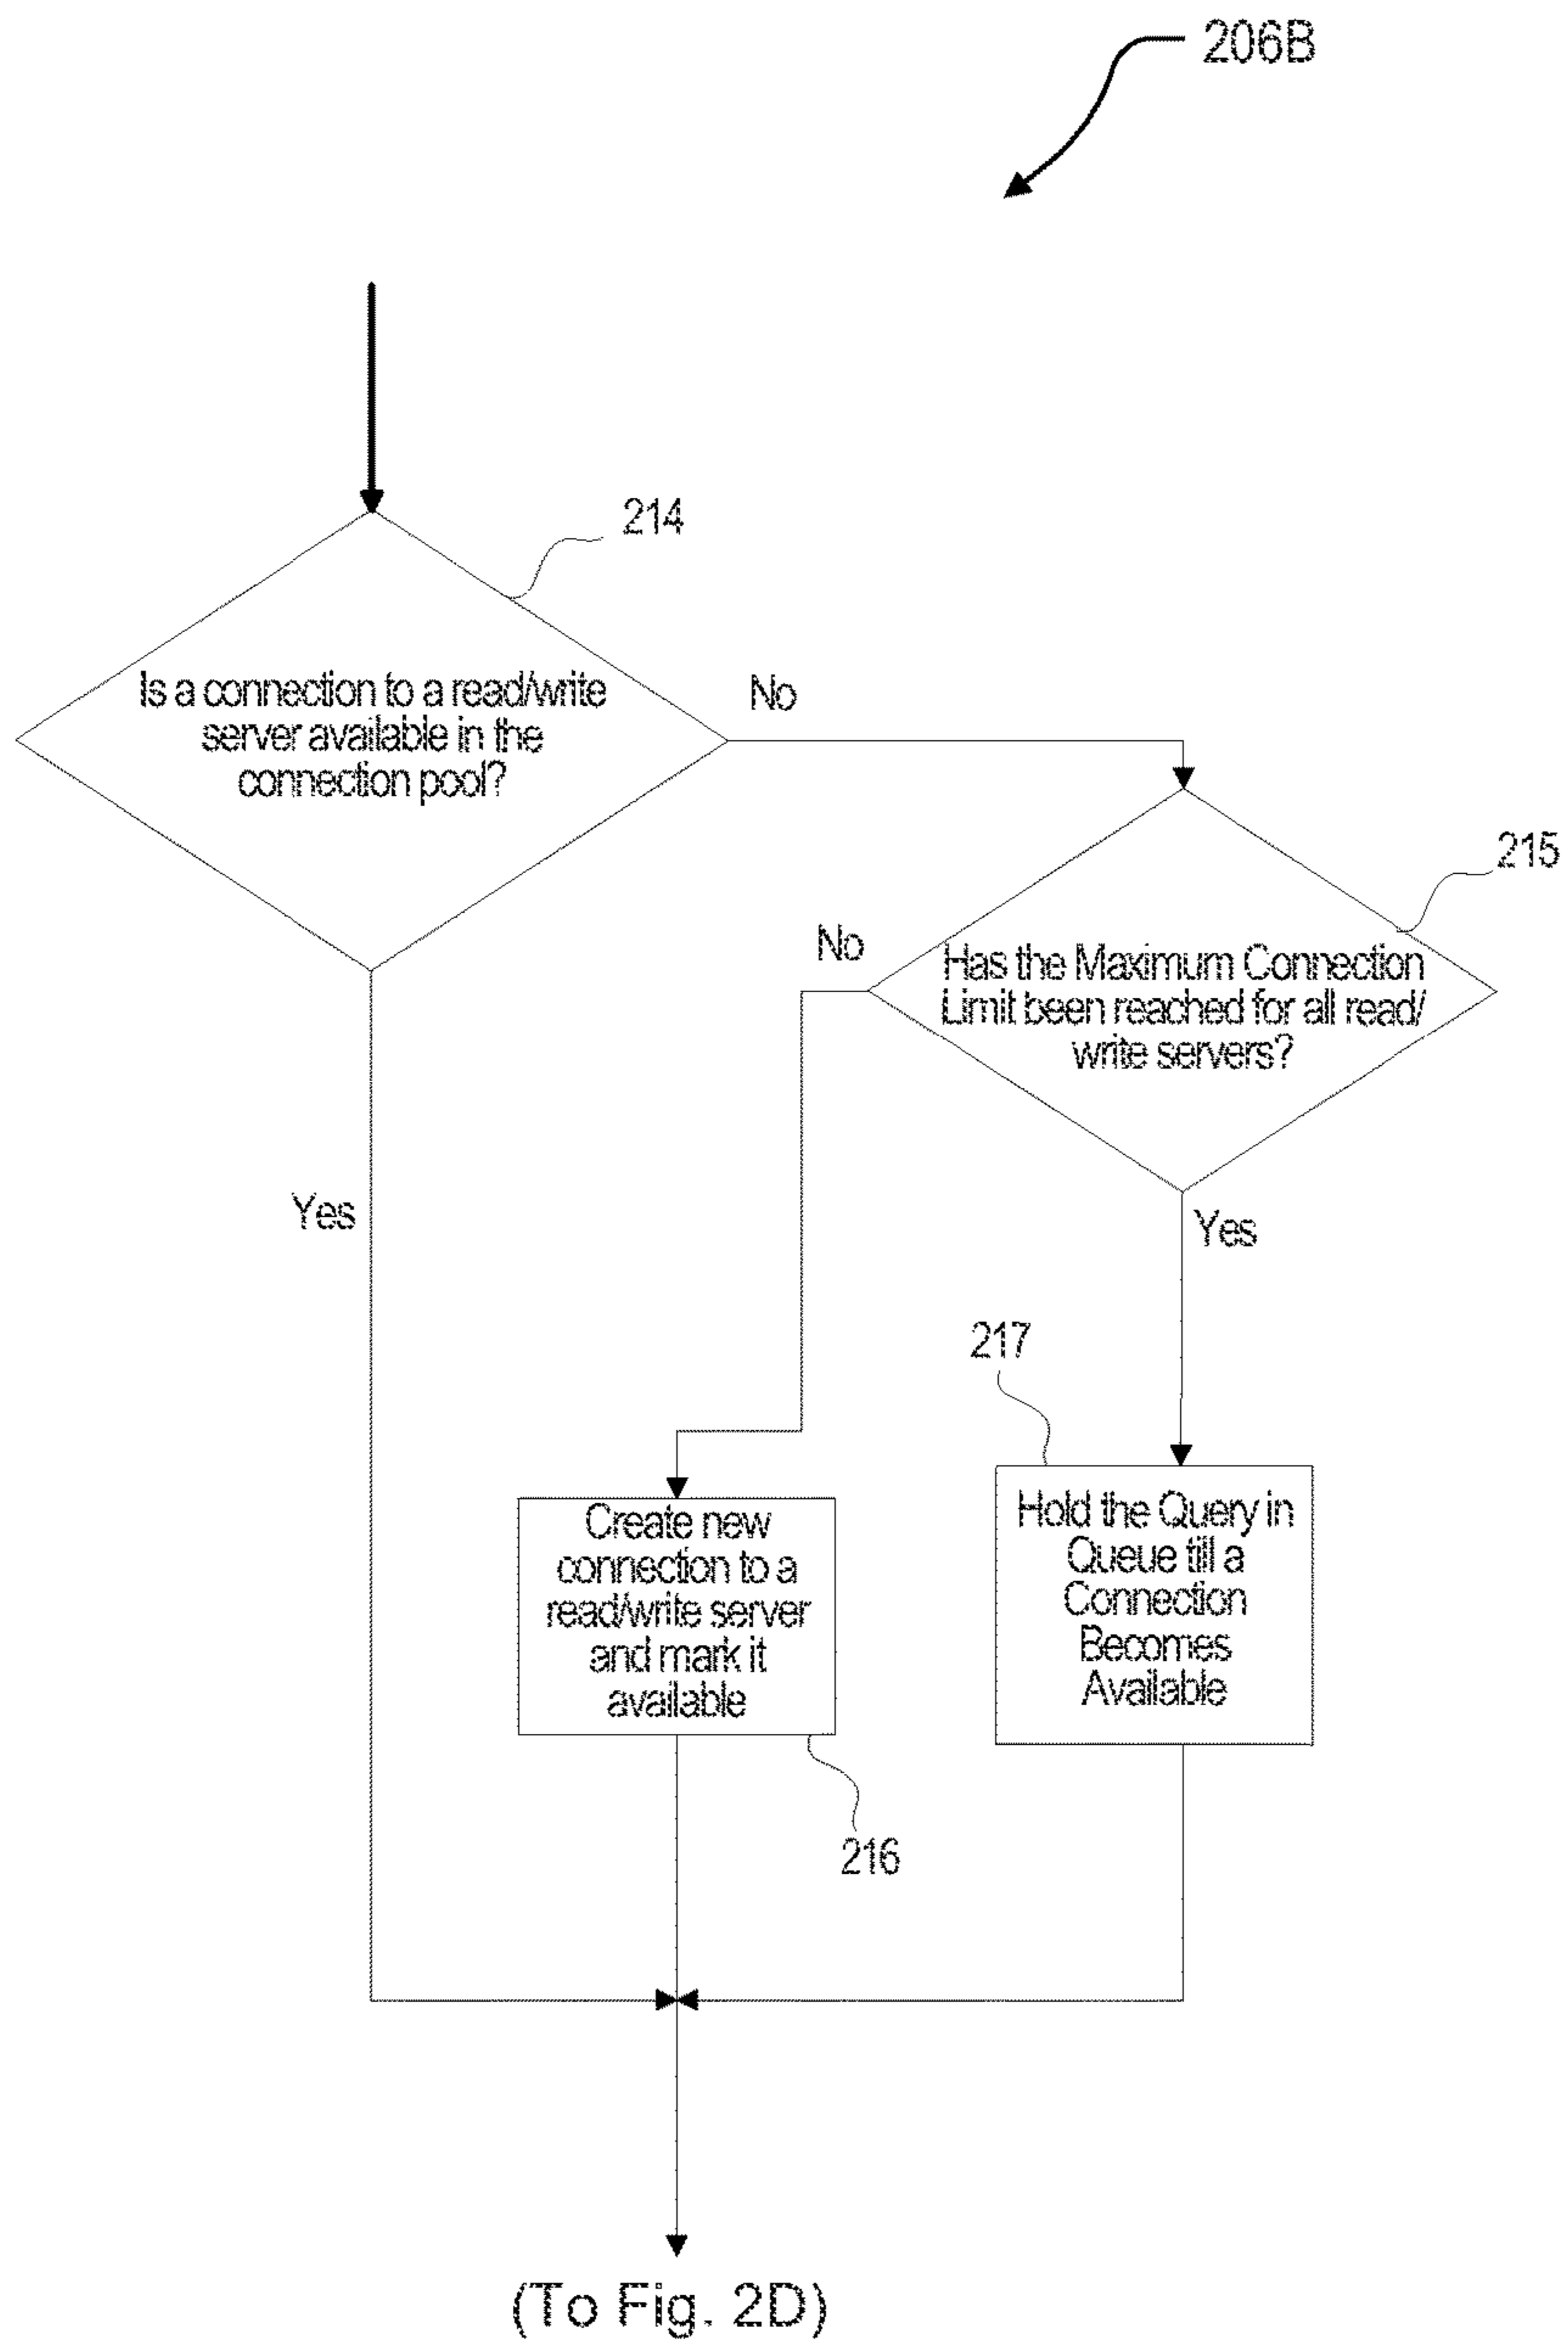 206B
214
Is a connection to a read/write
server available in the
connection pool?
No
215
No
Has the Maximum Connection
Limit been reached for all read/
write servers?
Yes
Yes
217
Hold the Query in
Queue till a
Connection
Becomes
Available
Create new
connection to a
read/write server
and mark it
available
216
(To Fig. 2D)